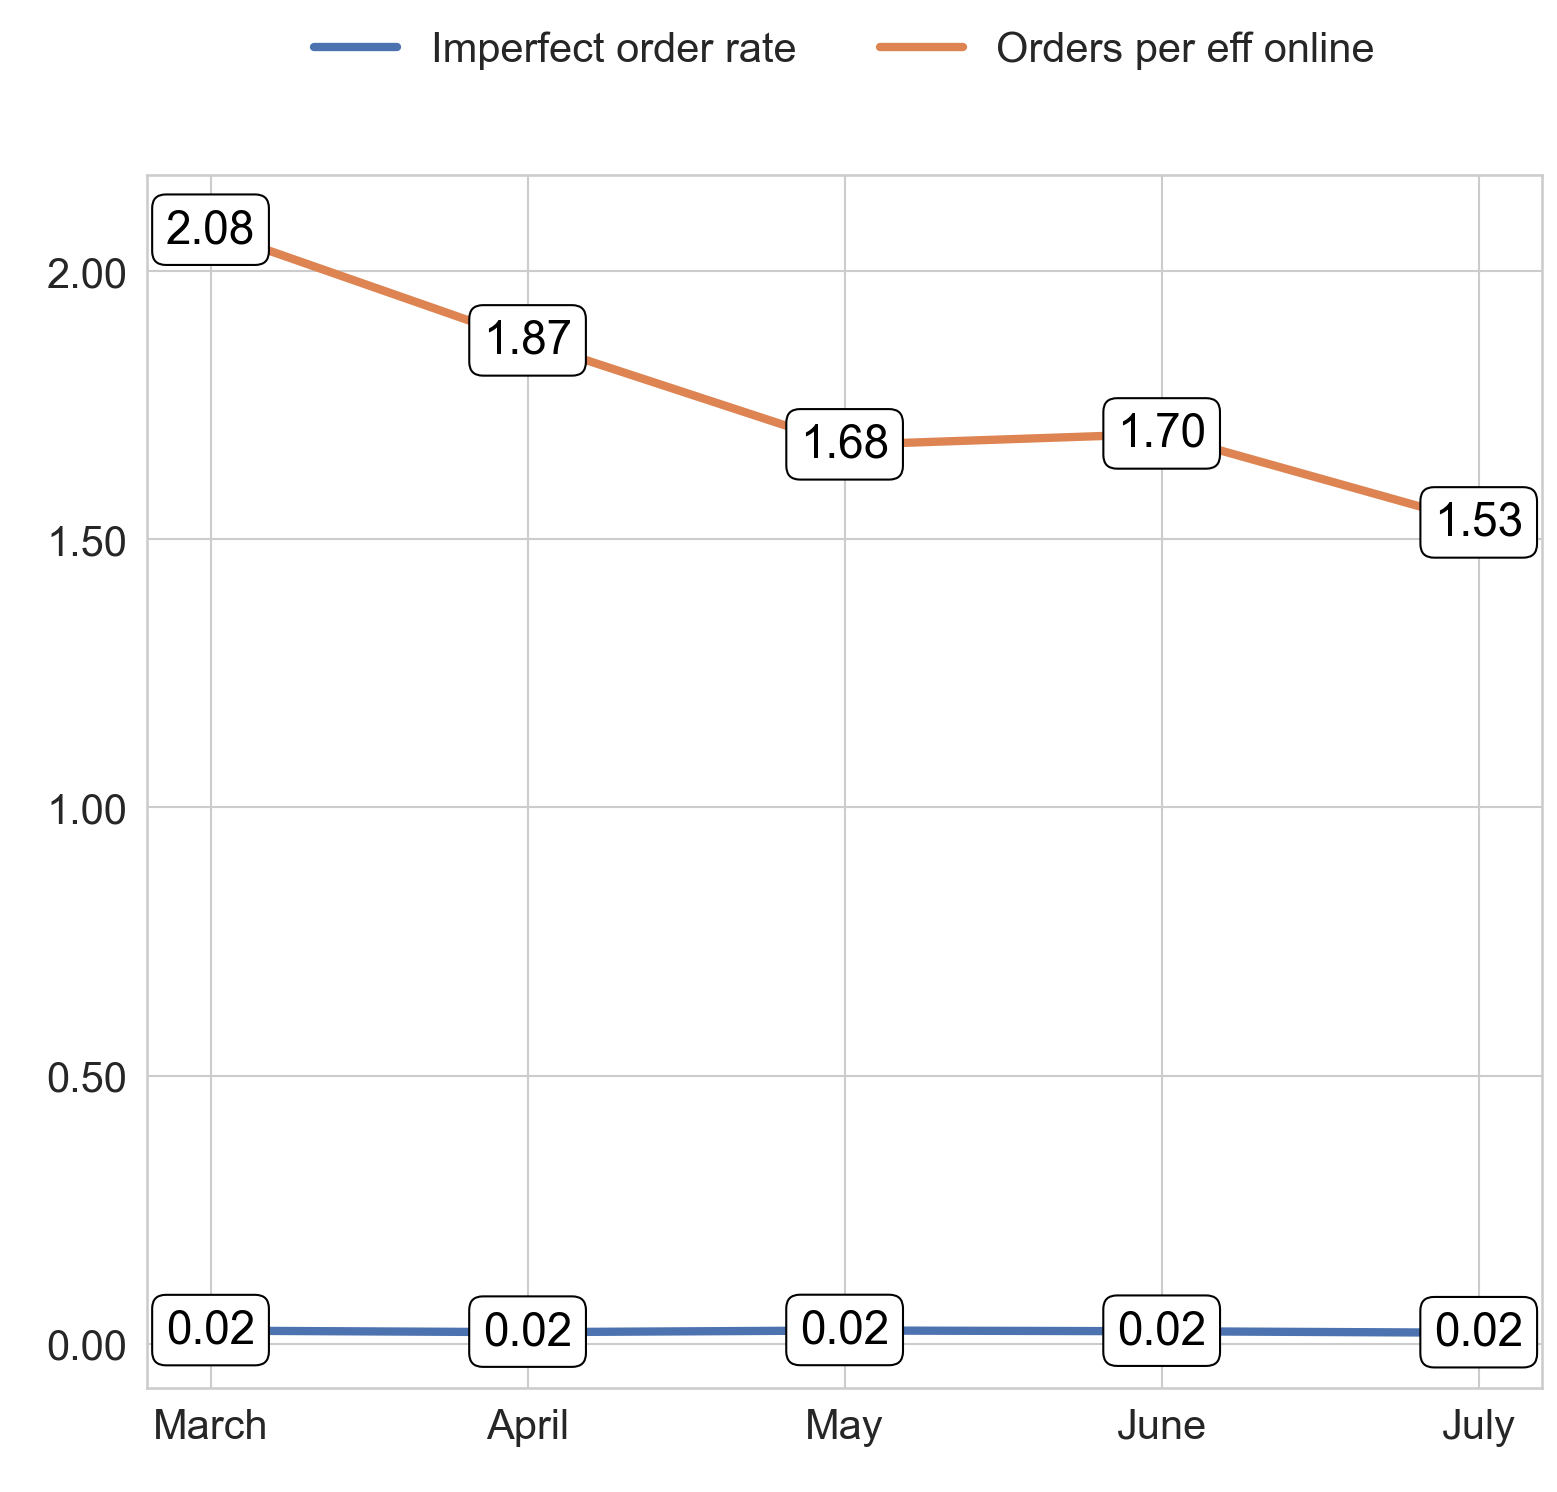 Imperfect order rate
Orders per eff online
2.08
2.00
1.87
1.68
1.70
1.53
1.50
1.00
0.50
0.02
0.02
0.02
0.02
0.02
0.00
March
April
May
June
July